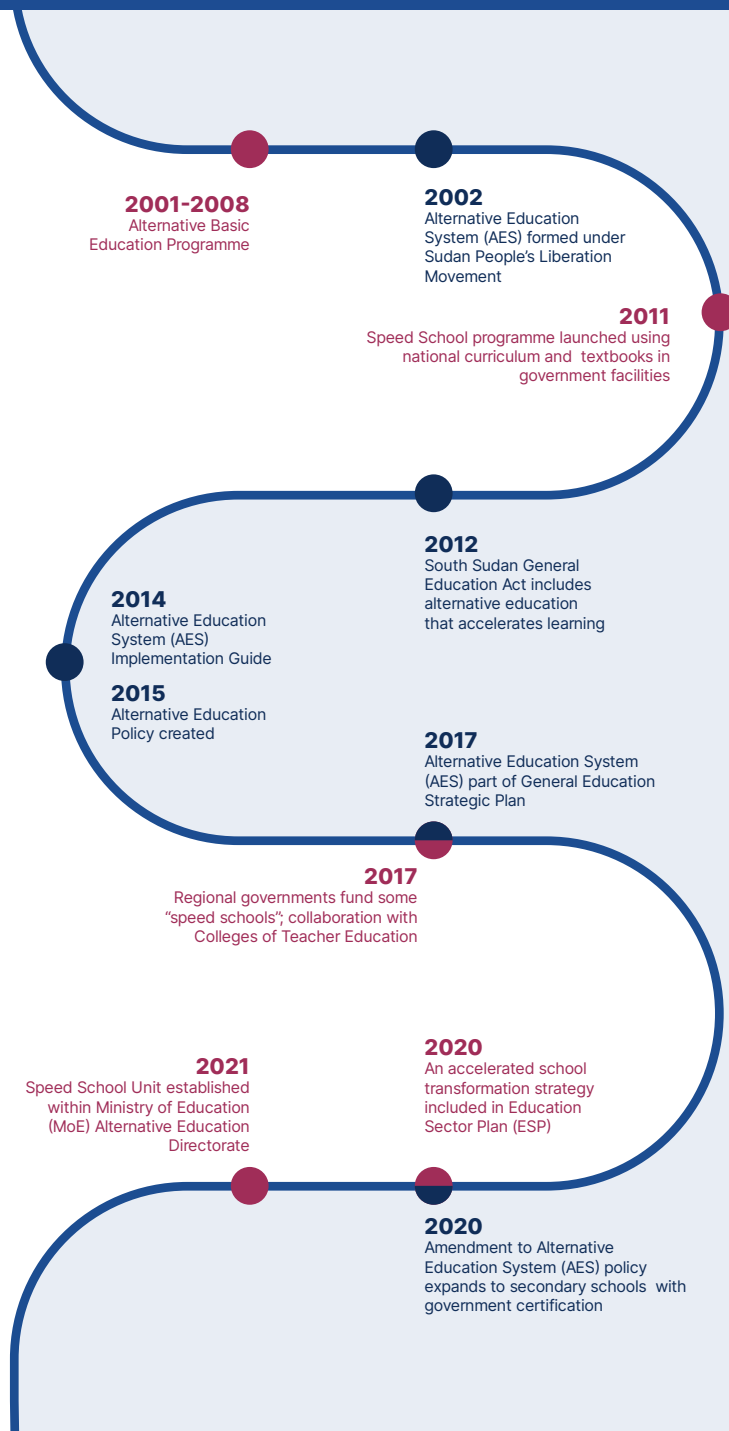 2001-2008
Alternative Basic
Education Programme
2002
Alternative Education
System (AES) formed under
Sudan People’s Liberation
Movement
2011
Speed School programme launched using
national curriculum and  textbooks in
government facilities
2012
South Sudan General
Education Act includes
alternative education
that accelerates learning
2014
Alternative Education
System (AES)
Implementation Guide
2015
Alternative Education
Policy created
2017
Alternative Education System
(AES) part of General Education
Strategic Plan
2017
Regional governments fund some
“speed schools”; collaboration with
Colleges of Teacher Education
2020
An accelerated school
transformation strategy
included in Education
Sector Plan (ESP)
2020
Amendment to Alternative
Education System (AES) policy
expands to secondary schools  with
government certification
2021
Speed School Unit established
within Ministry of Education
(MoE) Alternative Education
Directorate